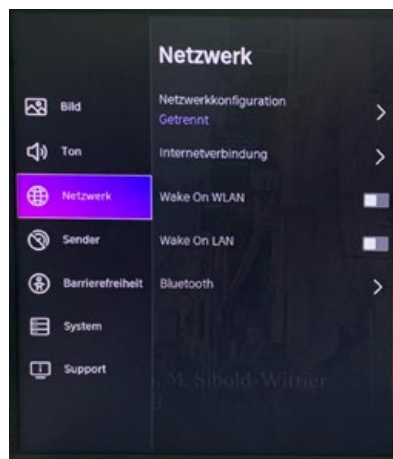 Netzwerk
Bild
Netzwerkkonfiguration
Getrennt
Ton
Internetverbindung
Netzwerk
Wake On WLAN
Sender
Wake On LAN
Barrierefreiheit
Bluetooth
System
Support
M. Sibold-Wittier